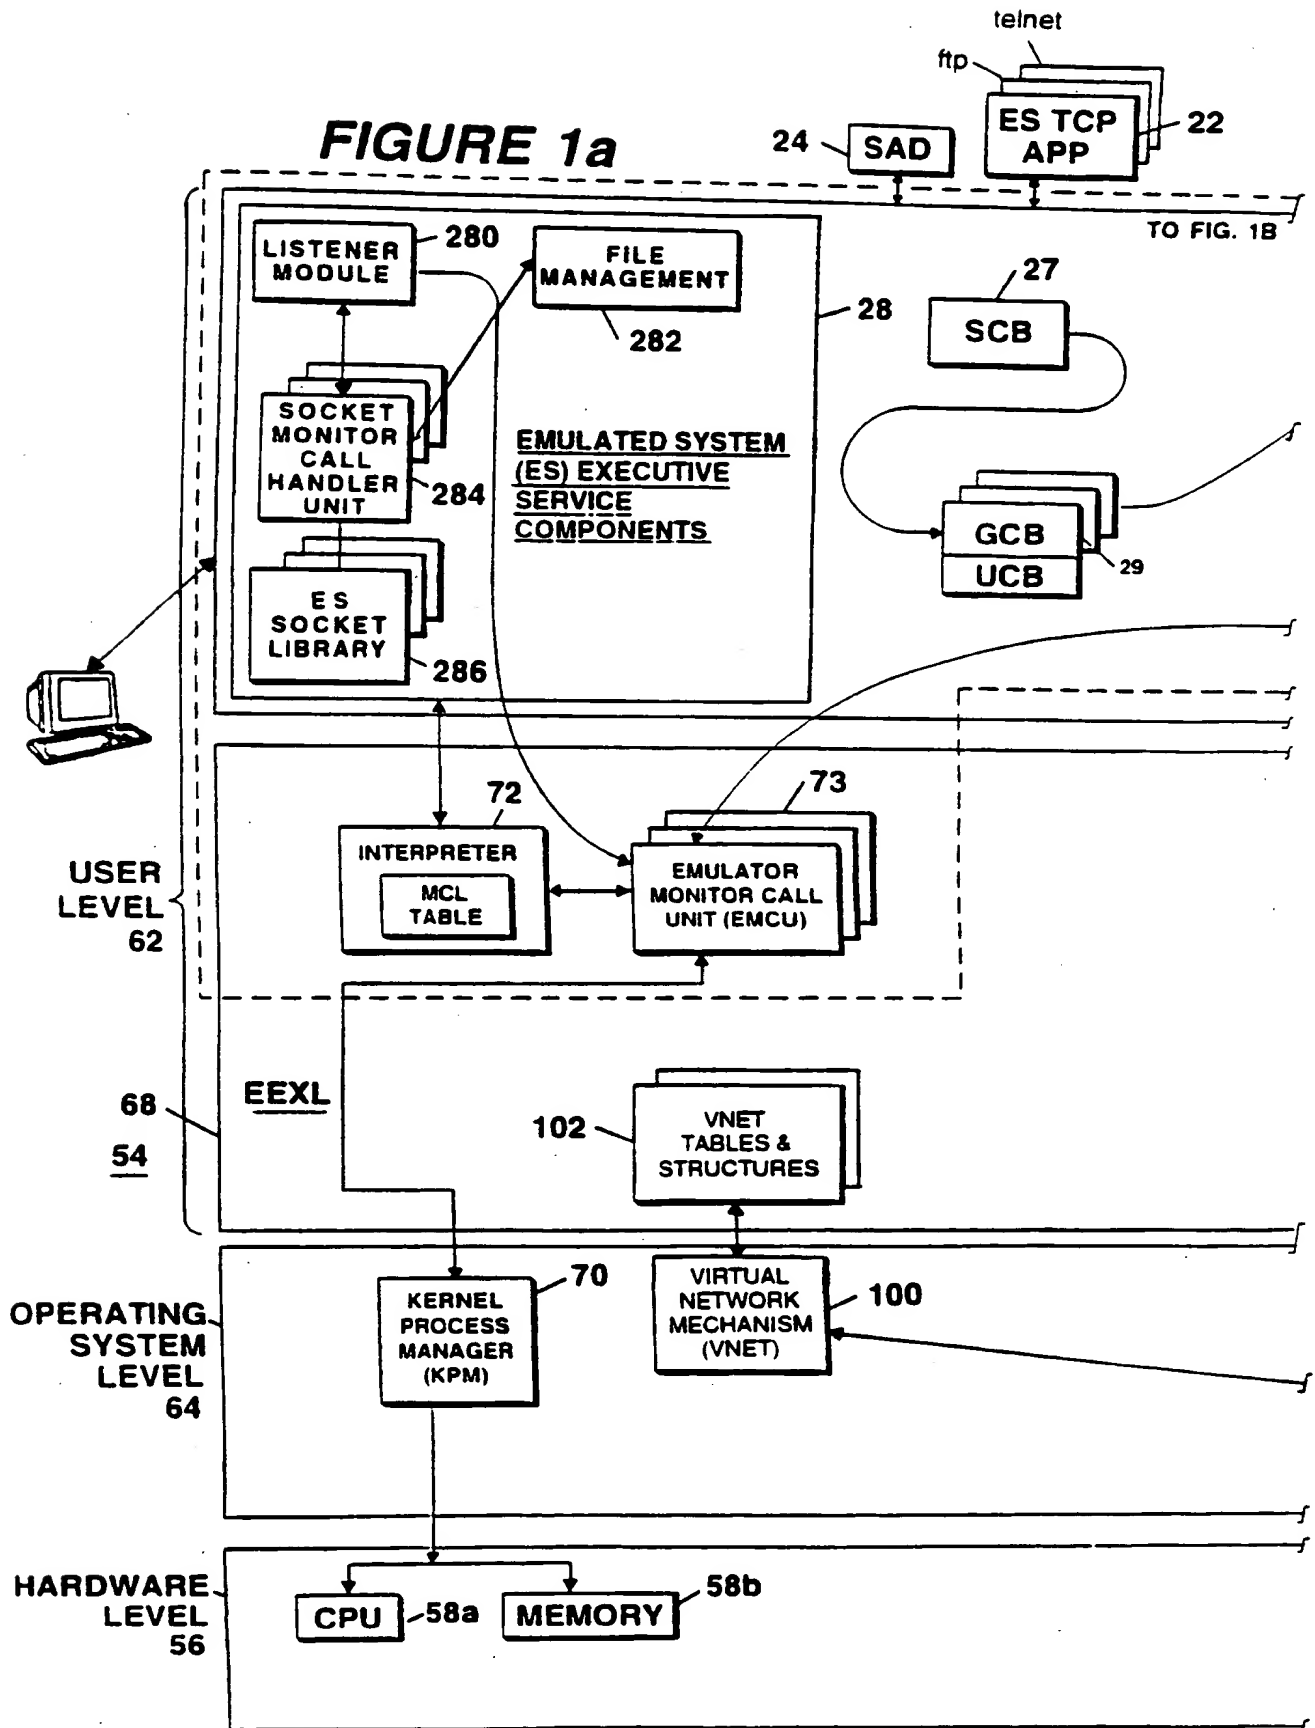 telnet
ftp
FIGURE 1a
24
SAD
ES TCP
APP
22
TO FIG. 1B
LISTENER
MODULE
280
FILE
MANAGEMENT
282
28
27
SCB
SOCKET
MONITOR
CALL
HANDLER
UNIT
284
EMULATED SYSTEM
(ES) EXECUTIVE
SERVICE
COMPONENTS
GCB
UCB
29
ES
SOCKET
LIBRARY
286
72
73
INTERPRETER
MCL
TABLE
EMULATOR
MONITOR CALL
UNIT (EMCU)
USER
LEVEL
62
EEXL
68
54
102
VNET
TABLES &
STRUCTURES
OPERATING
SYSTEM
LEVEL
64
KERNEL
PROCESS
MANAGER
(KPM)
70
VIRTUAL
NETWORK
MECHANISM
(VNET)
100
HARDWARE
LEVEL
56
CPU
58a
MEMORY
58b